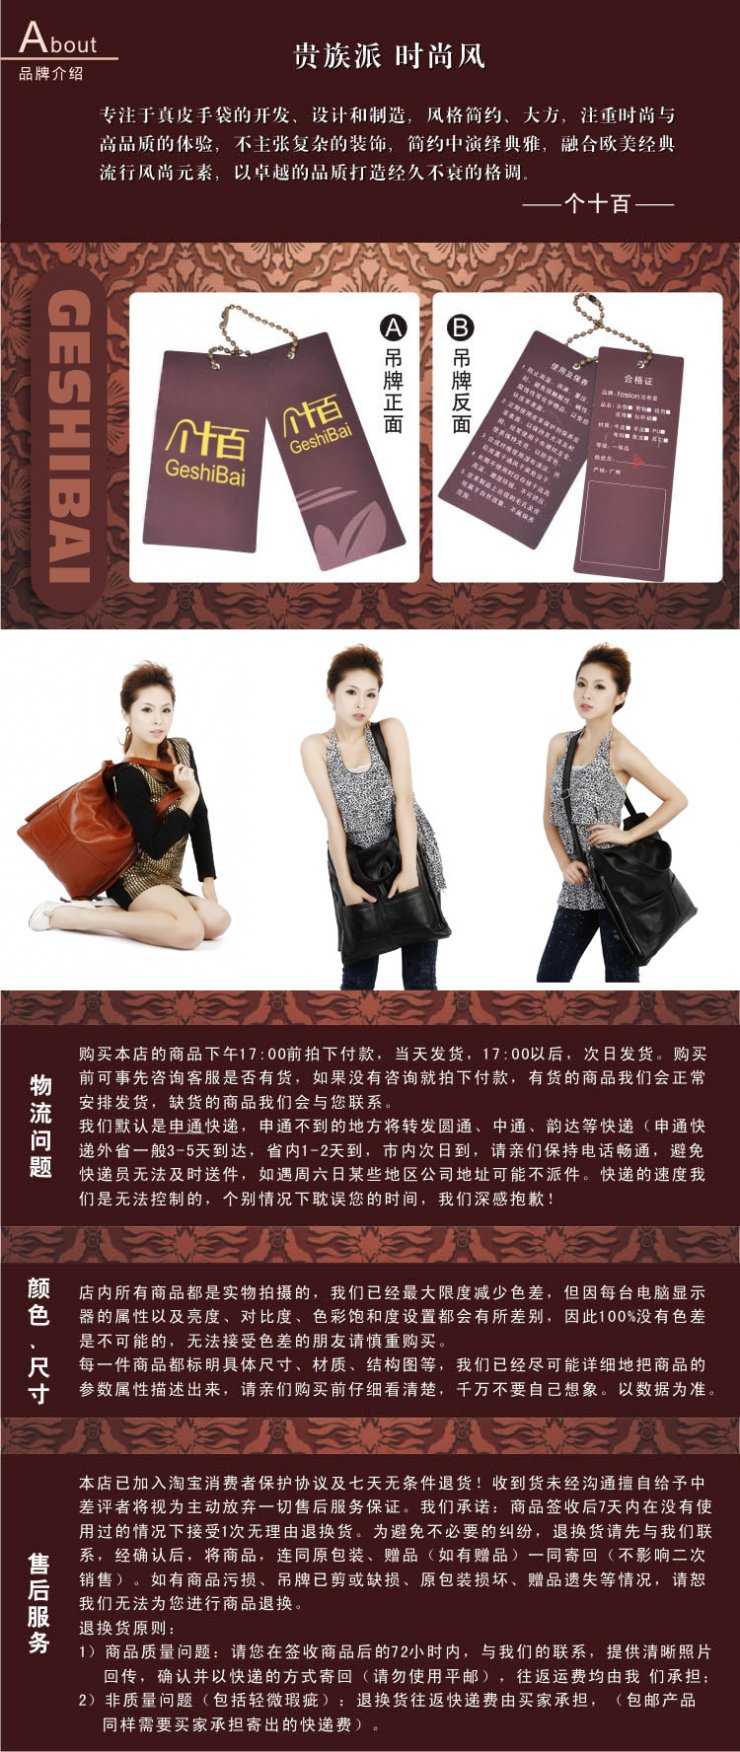 About
品牌介绍
贵族派 时尚风
专注于真皮手袋的开发、设计和制造，风格简约、大方，注重时尚与
高品质的体验，不主张复杂的装饰，简约中演绎典雅，融合欧美经典
流行风尚元素，以卓越的品质打造经久不衰的格调。
——个十百——
GESHIBAI
个十百
GeshiBai
个十百
GeshiBai
A
吊牌正面
B
吊牌反面
使用及保养
合格证
物流问题
购买本店的商品下午17:00前拍下付款，当天发货，17:00以后，次日发货。购买
前可事先咨询客服是否有货，如果没有咨询就拍下付款，有货的商品我们会正常
安排发货，缺货的商品我们会与您联系。
我们默认是申通快递，申通不到的地方将转发圆通、中通、韵达等快递（申通快
递外省一般3-5天到达，省内1-2天到，市内次日到，请亲们保持电话畅通，避免
快递员无法及时送件，如遇周六日某些地区公司地址可能不派件。快递的速度我
们是无法控制的，个别情况下耽误您的时间，我们深感抱歉！
颜色、尺寸
店内所有商品都是实物拍摄的，我们已经最大限度减少色差，但因每台电脑显示
器的属性以及亮度、对比度、色彩饱和度设置都会有所差别，因此100%没有色差
是不可能的，无法接受色差的朋友请慎重购买。
每一件商品都标明具体尺寸、材质、结构图等，我们已经尽可能详细地把商品的
参数属性描述出来，请亲们购买前仔细看清楚，千万不要自己想象。以数据为准。
售后服务
本店已加入淘宝消费者保护协议及七天无条件退货！收到货未经沟通擅自给予中
差评者将视为主动放弃一切售后服务保证。我们承诺：商品签收后7天内在没有使
用过的情况下接受1次无理由退换货。为避免不必要的纠纷，退换货请先与我们联
系，经确认后，将商品，连同原包装、赠品（如有赠品）一同寄回（不影响二次
销售）。如有商品污损、吊牌已剪或缺损、原包装损坏、赠品遗失等情况，请恕
我们无法为您进行商品退换。
退换货原则：
1）商品质量问题：请您在签收商品后的72小时内，与我们的联系，提供清晰照片
回传，确认并以快递的方式寄回（请勿使用平邮），往返运费均由我 们承担；
2）非质量问题（包括轻微瑕疵）：退换货往返快递费由买家承担，（包邮产品
同样需要买家承担寄出的快递费）。